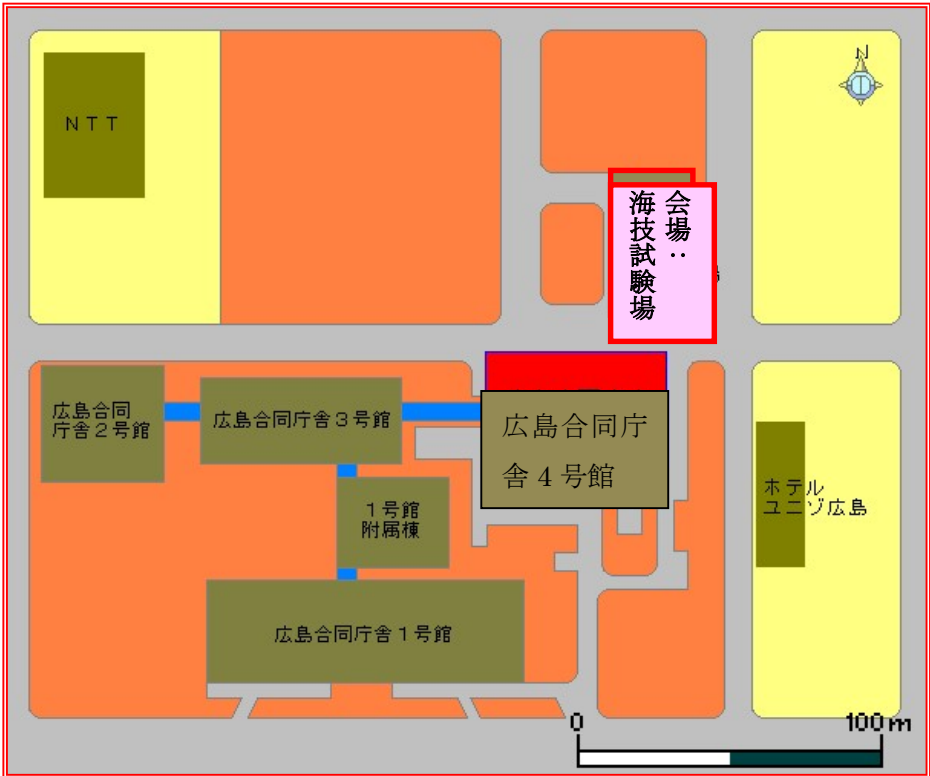 NTT
N
会場：
海技試験場
広島合同
庁舎２号館
広島合同庁舎３号館
広島合同庁
舎 4 号館
１号館
附属棟
ホテル
ユニゾ広島
広島合同庁舎１号館
0
100m